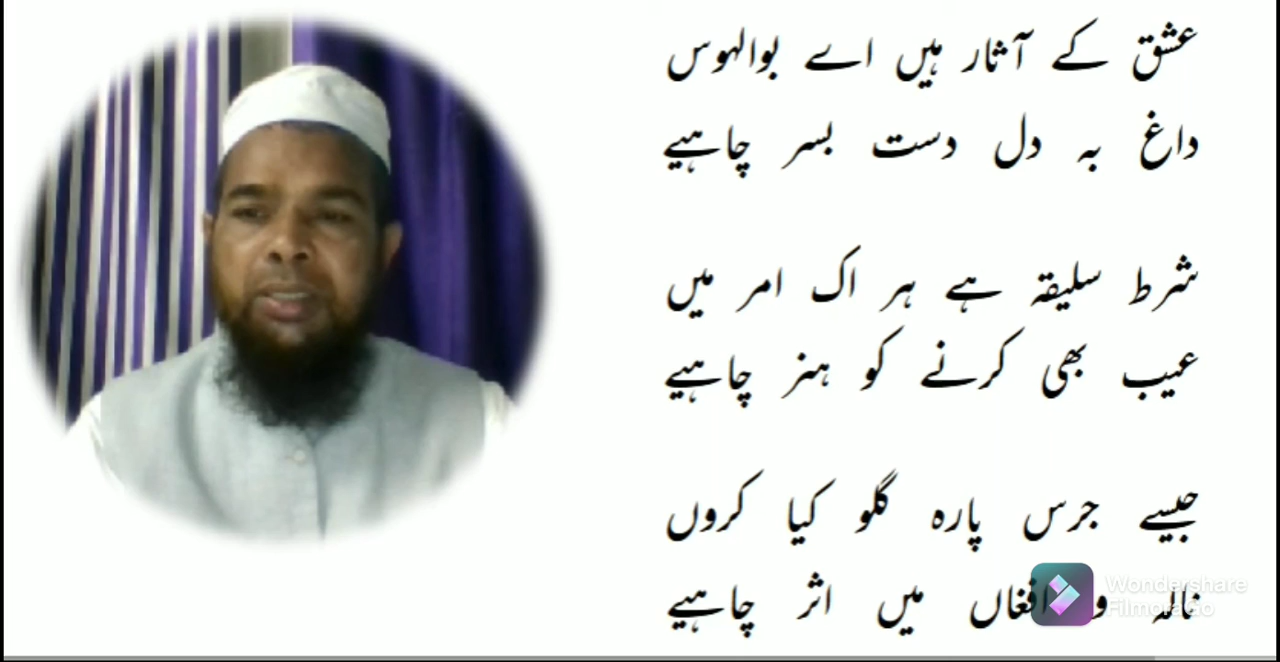 عشق کے آثار ہیں اے بوالہوس
داغ بہ دل دست بسر چاہیے
شرط سلیقہ ہے ہر اک امر میں
عیب بھی کرنے کو ہنر چاہیے
جیسے جرس پارہ گلو کیا کروں
نالہ و افغاں میں اثر چاہیے
Wondershare
FilmoraGo